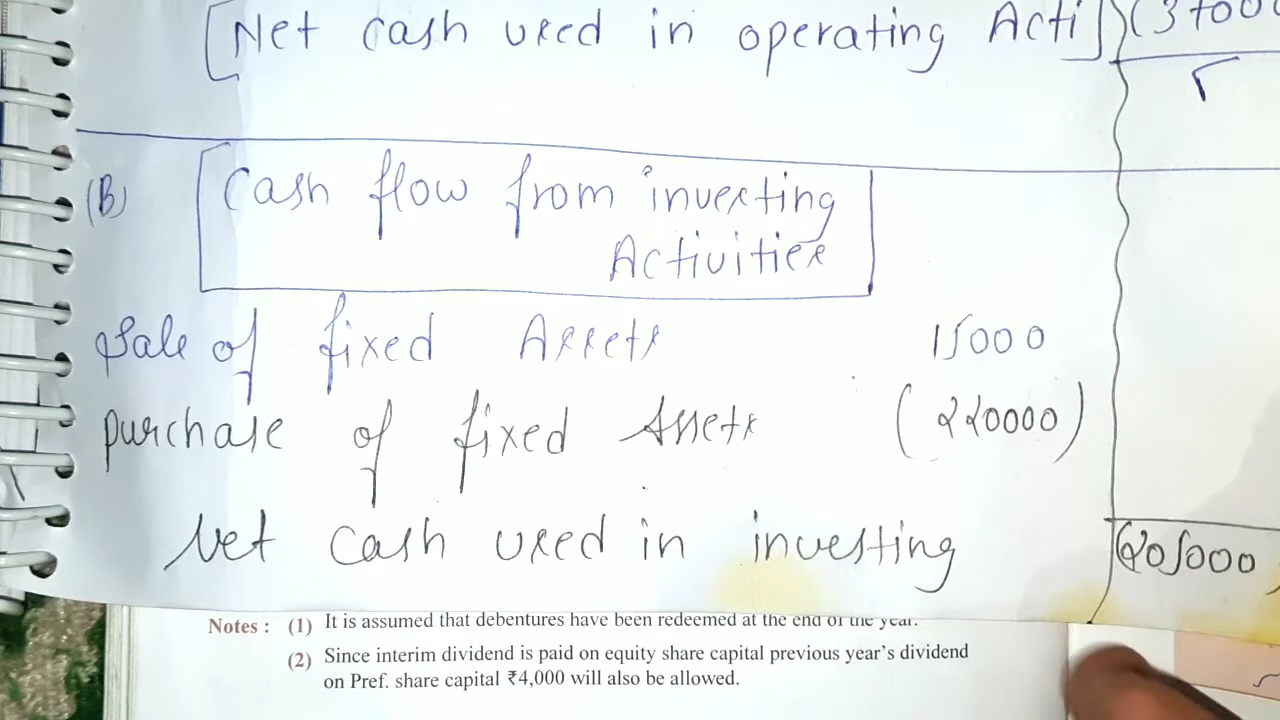 [Net cash used in operating Acti]
(B) Cash flow from investing
Activities
Sale of fixed Assets 15000
purchase of fixed Assets (220000)
Net cash used in investing (205000)
Notes : (1) It is assumed that debentures have been redeemed at the end of the year.
(2) Since interim dividend is paid on equity share capital previous year's dividend
on Pref. share capital ₹4,000 will also be allowed.